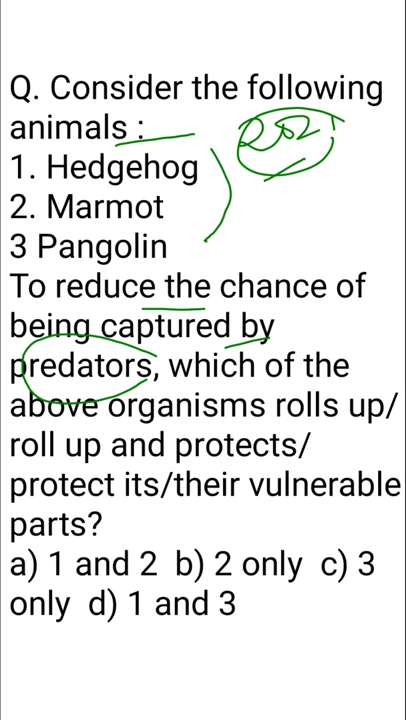 Q. Consider the following
animals :
1. Hedgehog
2. Marmot
3 Pangolin
To reduce the chance of
being captured by
predators, which of the
above organisms rolls up/
roll up and protects/
protect its/their vulnerable
parts?
a) 1 and 2 b) 2 only c) 3
only d) 1 and 3